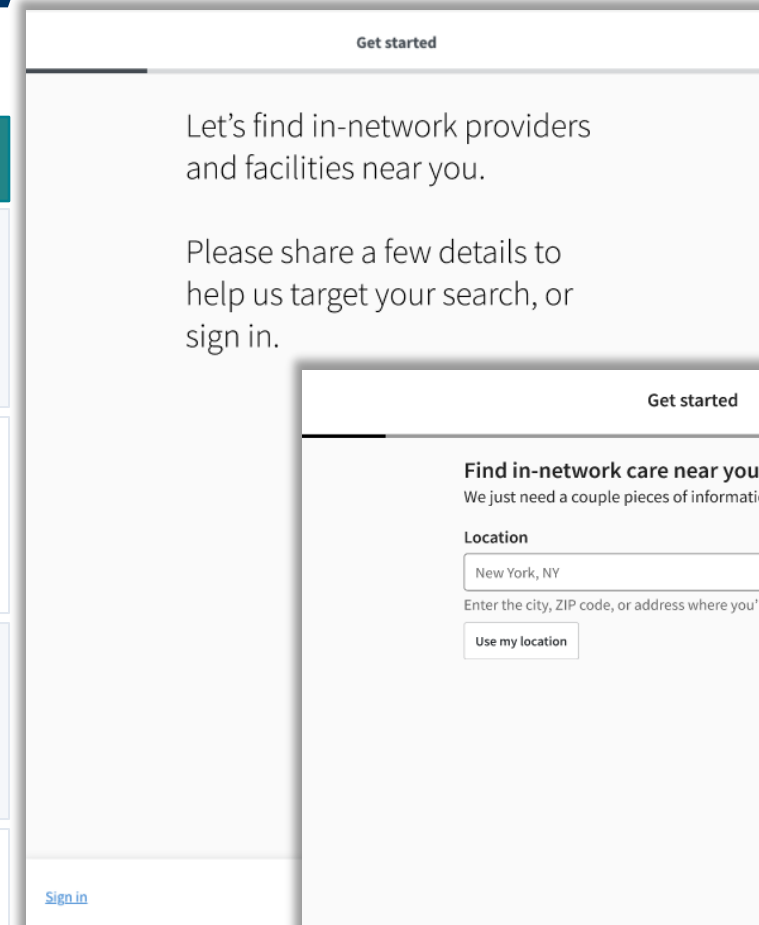 Get started
Let’s find in-network providers
and facilities near you.
Please share a few details to
help us target your search, or
sign in.
Get started
Find in-network care near you
We just need a couple pieces of
Location
New York, NY
Enter the city, ZIP code, or address where
Use my location
Sign in